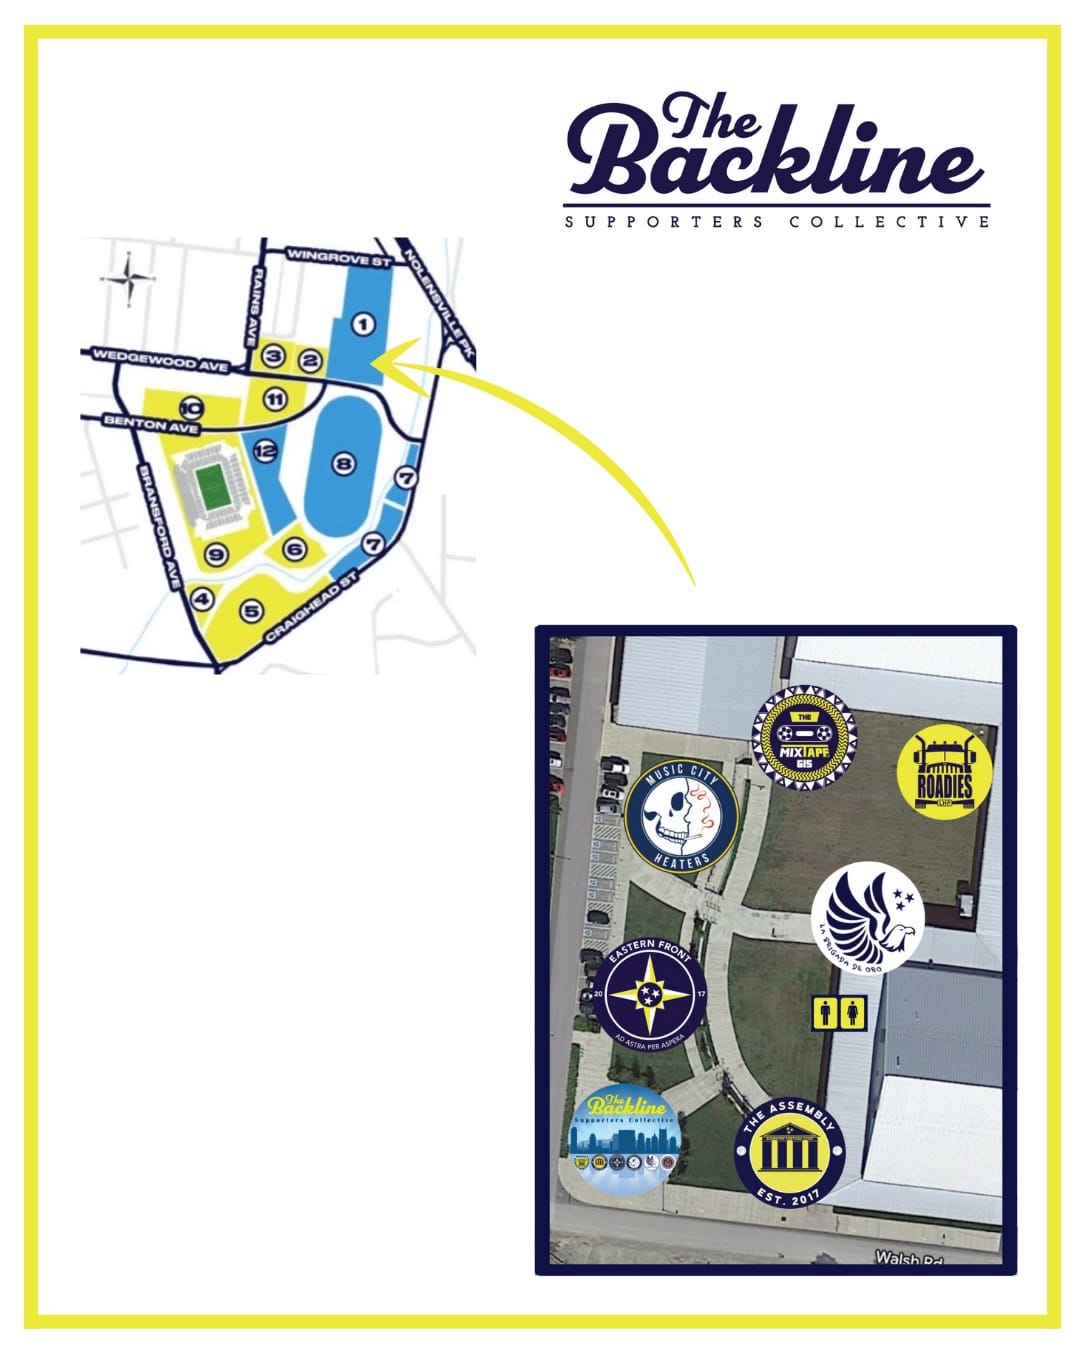 The
Backline
SUPPORTERS COLLECTIVE
WINGROVE ST
NOLENSVILLE PK
RAINS AVE
1
WEDGEWOOD AVE
3
2
10
11
BENTON AVE
12
8
7
BRANSFORD AVE
9
6
7
4
5
CRAIGHEAD ST
THE
MIXTAPE
615
ROADIES
MUSIC CITY
HEATERS
LA BRIGADA DE ORO
EASTERN FRONT
20 17
AD ASTRA PER ASPERA
The
Backline
Supporters Collective
THE ASSEMBLY
EST. 2017
Walsh Rd